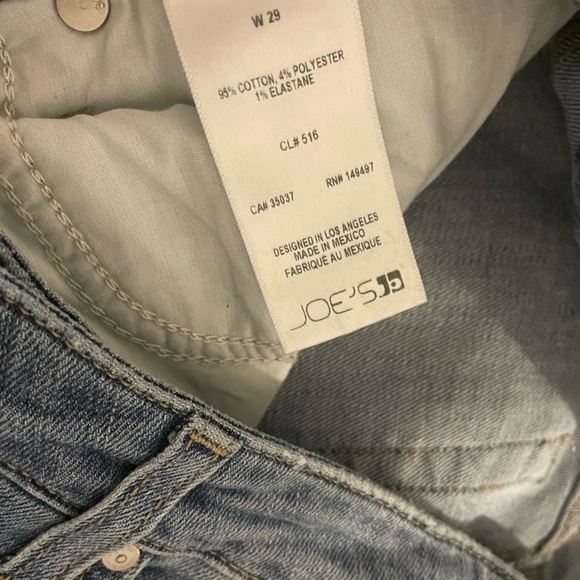 W 29
95% COTTON, 4% POLYESTER
1% ELASTANE
CL# 516
CA# 35037 RN# 149497
DESIGNED IN LOS ANGELES
MADE IN MEXICO
FABRIQUÉ AU MEXIQUE
JOE'S